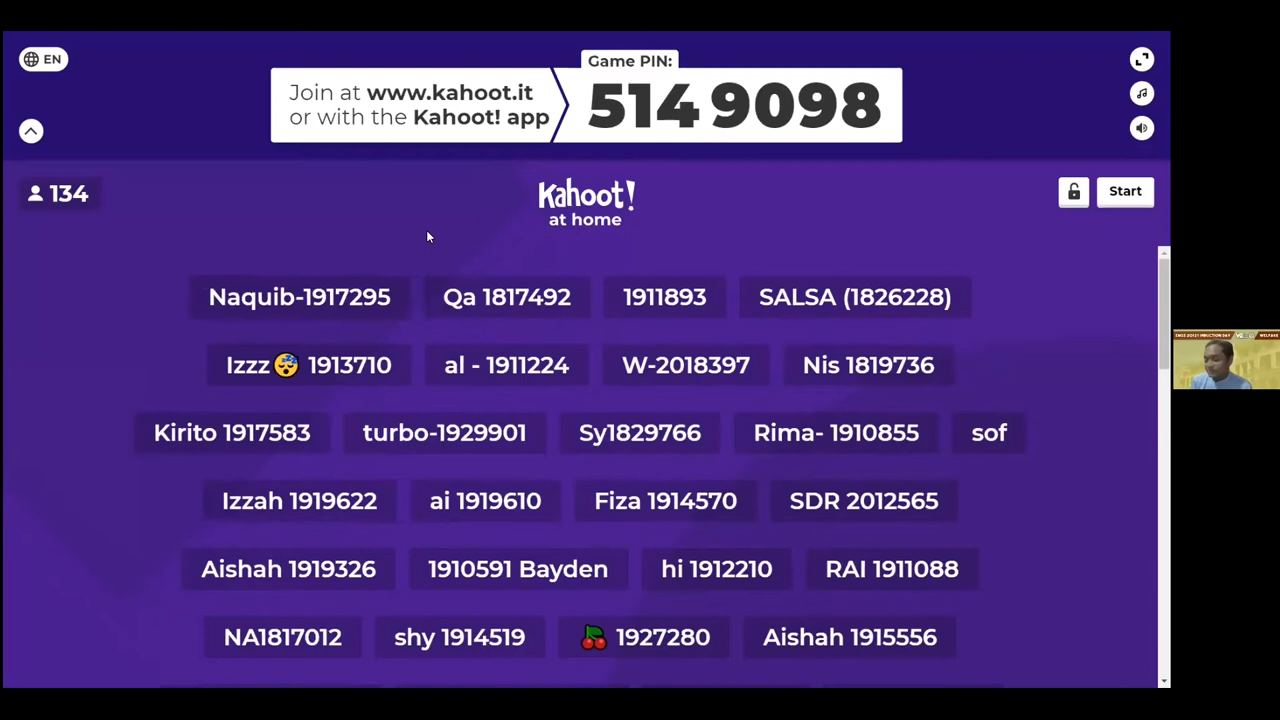 EN
Game PIN:
Join at www.kahoot.it
or with the Kahoot! app
514 9098
134
Kahoot!
at home
Start
Naquib-1917295
Qa 1817492
1911893
SALSA (1826228)
Izzz😴 1913710
al - 1911224
W-2018397
Nis 1819736
Kirito 1917583
turbo-1929901
Sy1829766
Rima- 1910855
sof
Izzah 1919622
ai 1919610
Fiza 1914570
SDR 2012565
Aishah 1919326
1910591 Bayden
hi 1912210
RAI 1911088
NA1817012
shy 1914519
🍒 1927280
Aishah 1915556